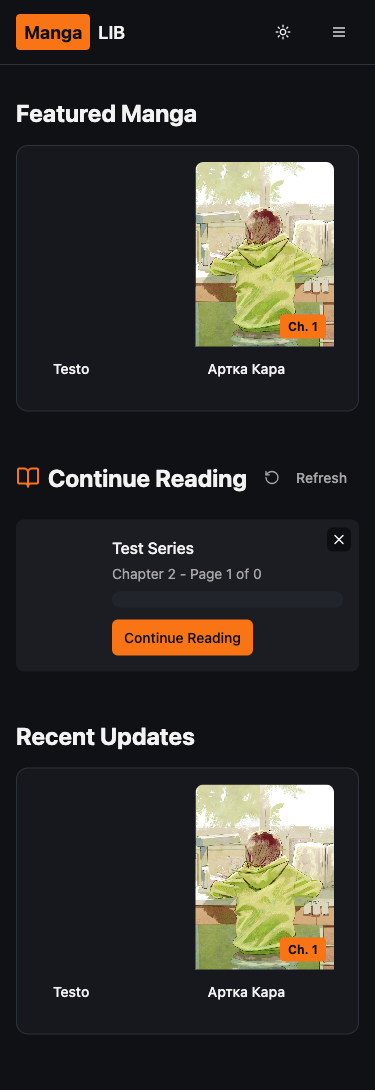 Manga LIB
Featured Manga
Ch. 1
Testo
Артка Кара
Continue Reading
Refresh
Test Series
Chapter 2 - Page 1 of 0
Continue Reading
Recent Updates
Ch. 1
Testo
Артка Кара